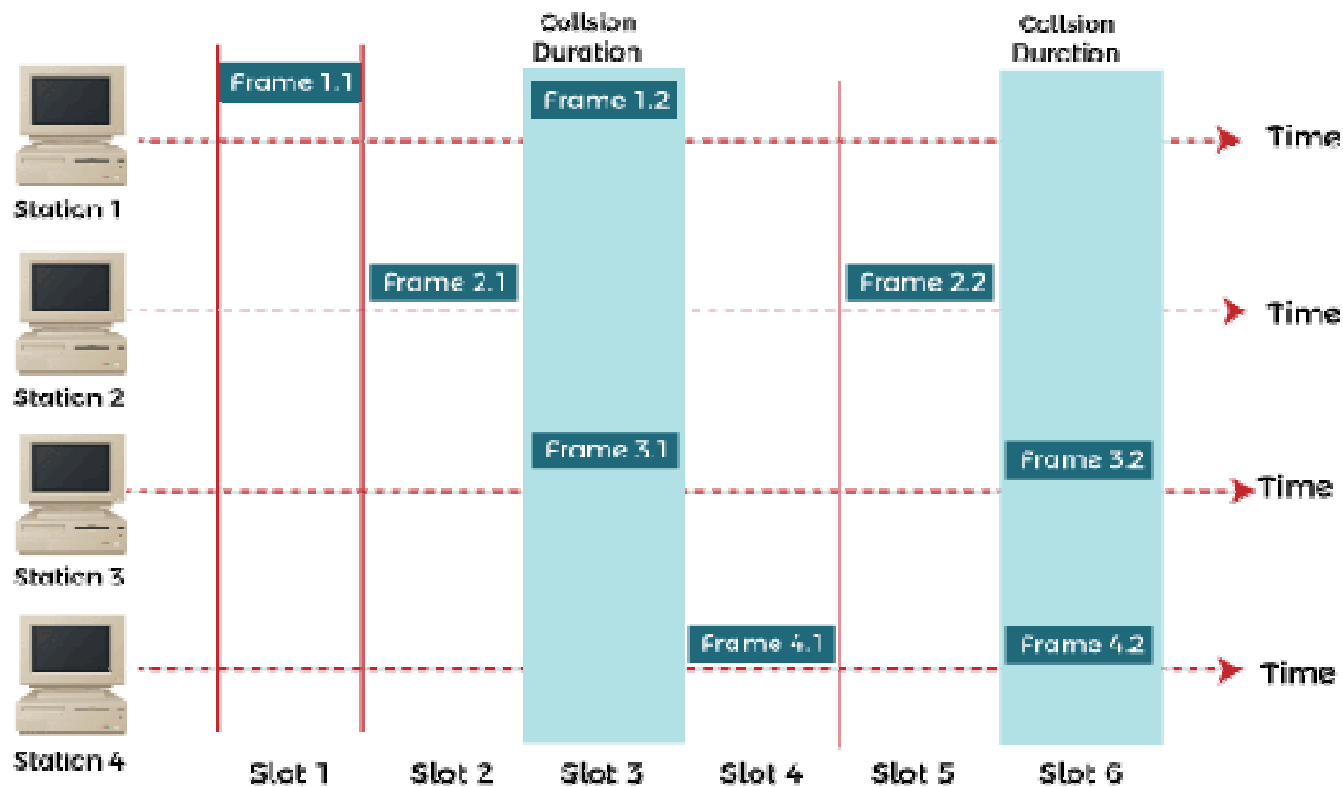 Collsion
Duration
Collsion
Duration
Frame 1.1
Frame 1.2
Time
Station 1
Frame 2.1
Frame 2.2
Time
Station 2
Frame 3.1
Frame 3.2
Time
Station 3
Frame 4.1
Frame 4.2
Time
Station 4
Slot 1
Slot 2
Slot 3
Slot 4
Slot 5
Slot 6